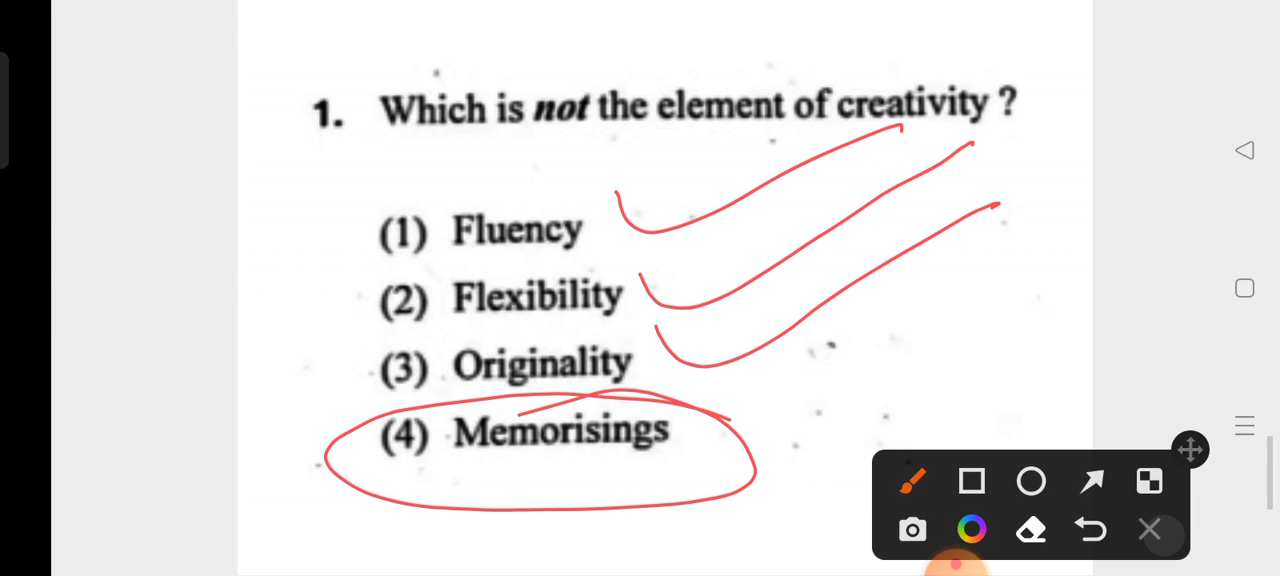 1. Which is not the element of creativity ?
(1) Fluency
(2) Flexibility
(3) Originality
(4) Memorisings